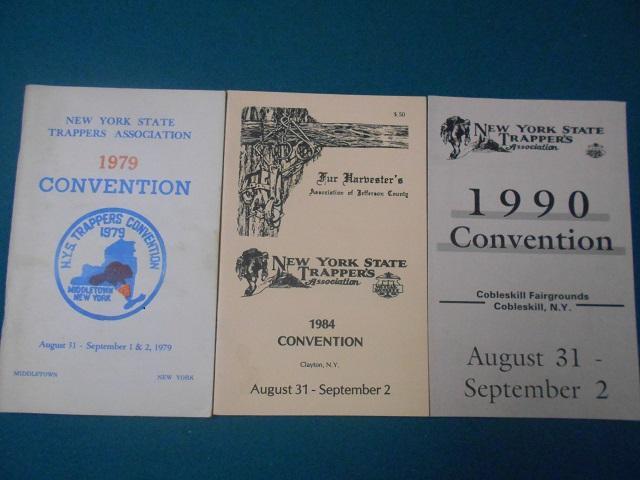 NEW YORK STATE
TRAPPERS ASSOCIATION
1979
CONVENTION
N.Y.S. TRAPPERS CONVENTION
1979
MIDDLETOWN
NEW YORK
August 31 - September 1 & 2, 1979
MIDDLETOWN
NEW YORK
$.50
Fur Harvester's
Association of Jefferson County
NEW YORK STATE
TRAPPER'S
Association
1984
CONVENTION
Clayton, N.Y.
August 31 - September 2
NEW YORK STATE
TRAPPER'S
Association
1990
Convention
Cobleskill Fairgrounds
Cobleskill, N.Y.
August 31 -
September 2